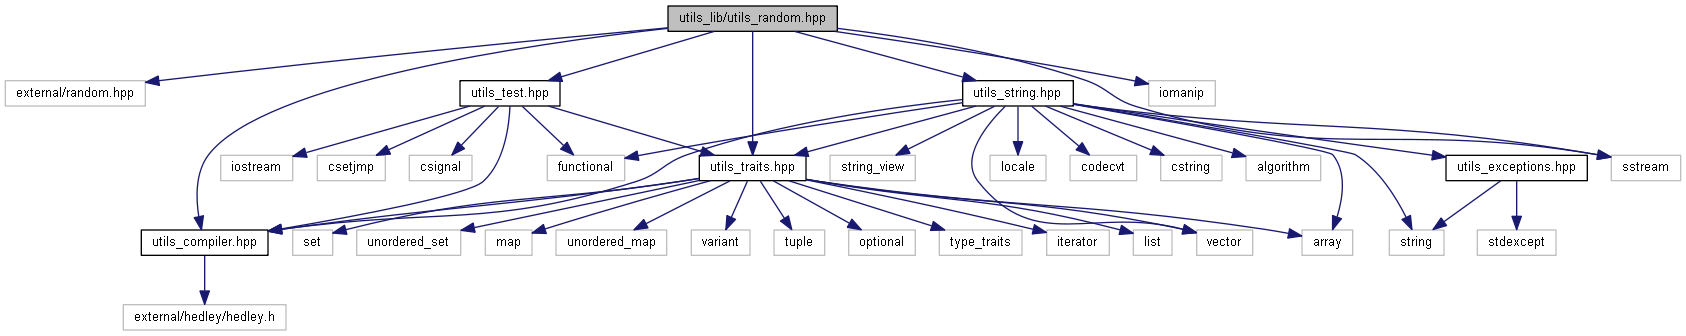 utils_lib/utils_random.hpp
external/random.hpp
utils_test.hpp
utils_string.hpp
iomanip
iostream
csetjmp
csignal
functional
utils_traits.hpp
string_view
locale
codecvt
cstring
algorithm
utils_exceptions.hpp
sstream
utils_compiler.hpp
set
unordered_set
map
unordered_map
variant
tuple
optional
type_traits
iterator
list
vector
array
string
stdexcept
external/hedley/hedley.h